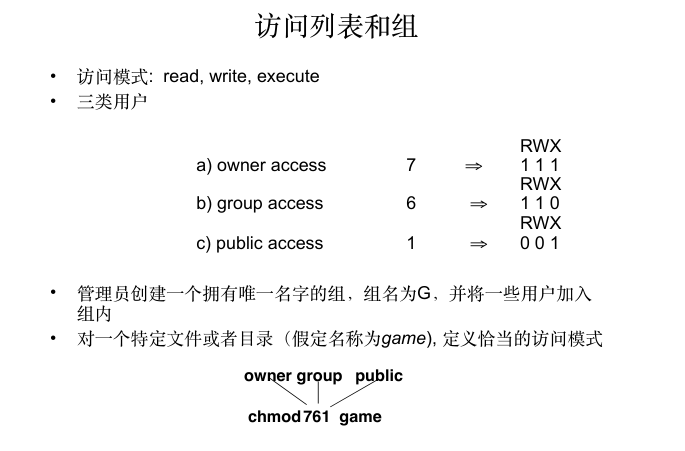 访问列表和组
• 访问模式: read, write, execute
• 三类用户
RWX
a) owner access 7 ⇒ 1 1 1
RWX
b) group access 6 ⇒ 1 1 0
RWX
c) public access 1 ⇒ 0 0 1
• 管理员创建一个拥有唯一名字的组，组名为G，并将一些用户加入
组内
• 对一个特定文件或者目录（假定名称为game), 定义恰当的访问模式
owner group public
chmod 761 game